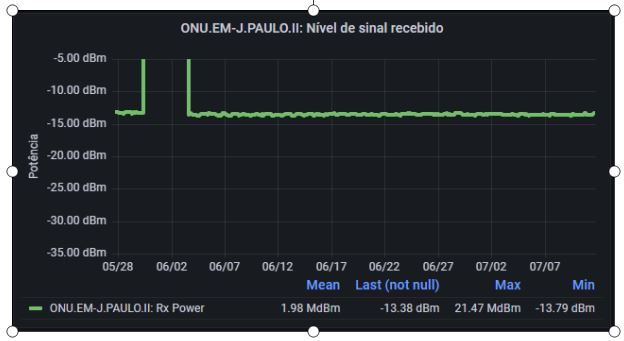 ONU.EM-J.PAULO.II: Nível de sinal recebido
Potência
-5.00 dBm
-10.00 dBm
-15.00 dBm
-20.00 dBm
-25.00 dBm
-30.00 dBm
-35.00 dBm
05/28 06/02 06/07 06/12 06/17 06/22 06/27 07/02 07/07
Mean Last (not null) Max Min
ONU.EM-J.PAULO.II: Rx Power 1.98 MdBm -13.38 dBm 21.47 MdBm -13.79 dBm